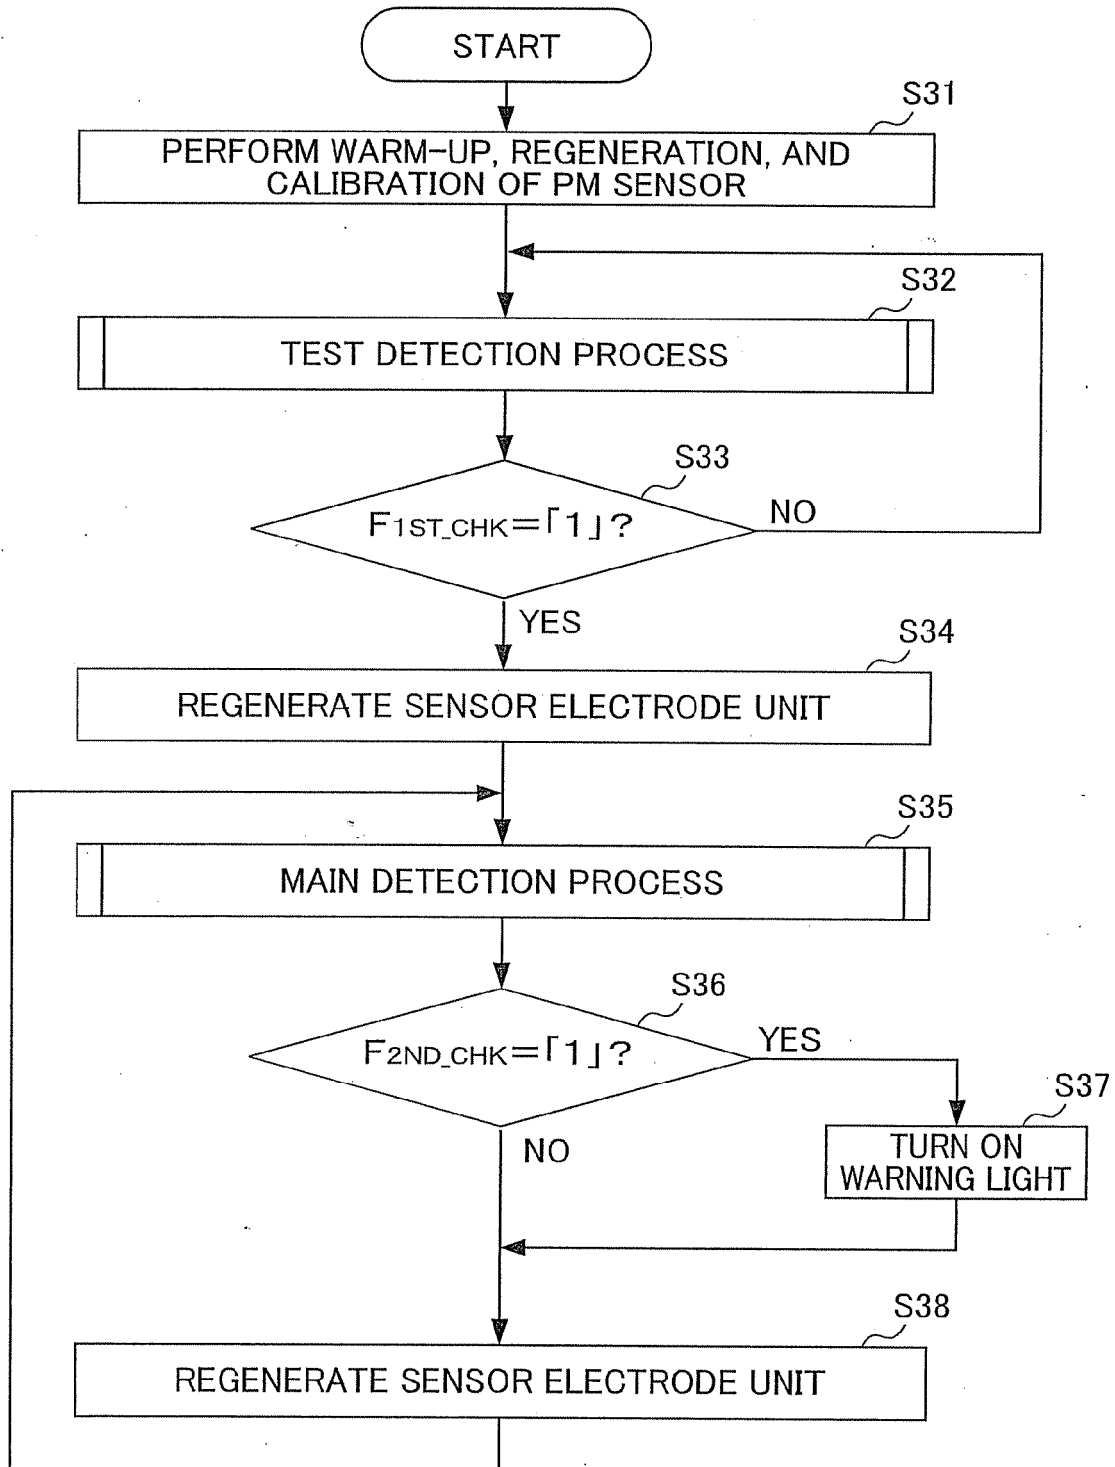 START
S31
PERFORM WARM-UP, REGENERATION, AND
CALIBRATION OF PM SENSOR
S32
TEST DETECTION PROCESS
S33
F1ST_CHK=「1」?
NO
YES
S34
REGENERATE SENSOR ELECTRODE UNIT
S35
MAIN DETECTION PROCESS
S36
F2ND_CHK=「1」?
YES
S37
NO
TURN ON
WARNING LIGHT
S38
REGENERATE SENSOR ELECTRODE UNIT